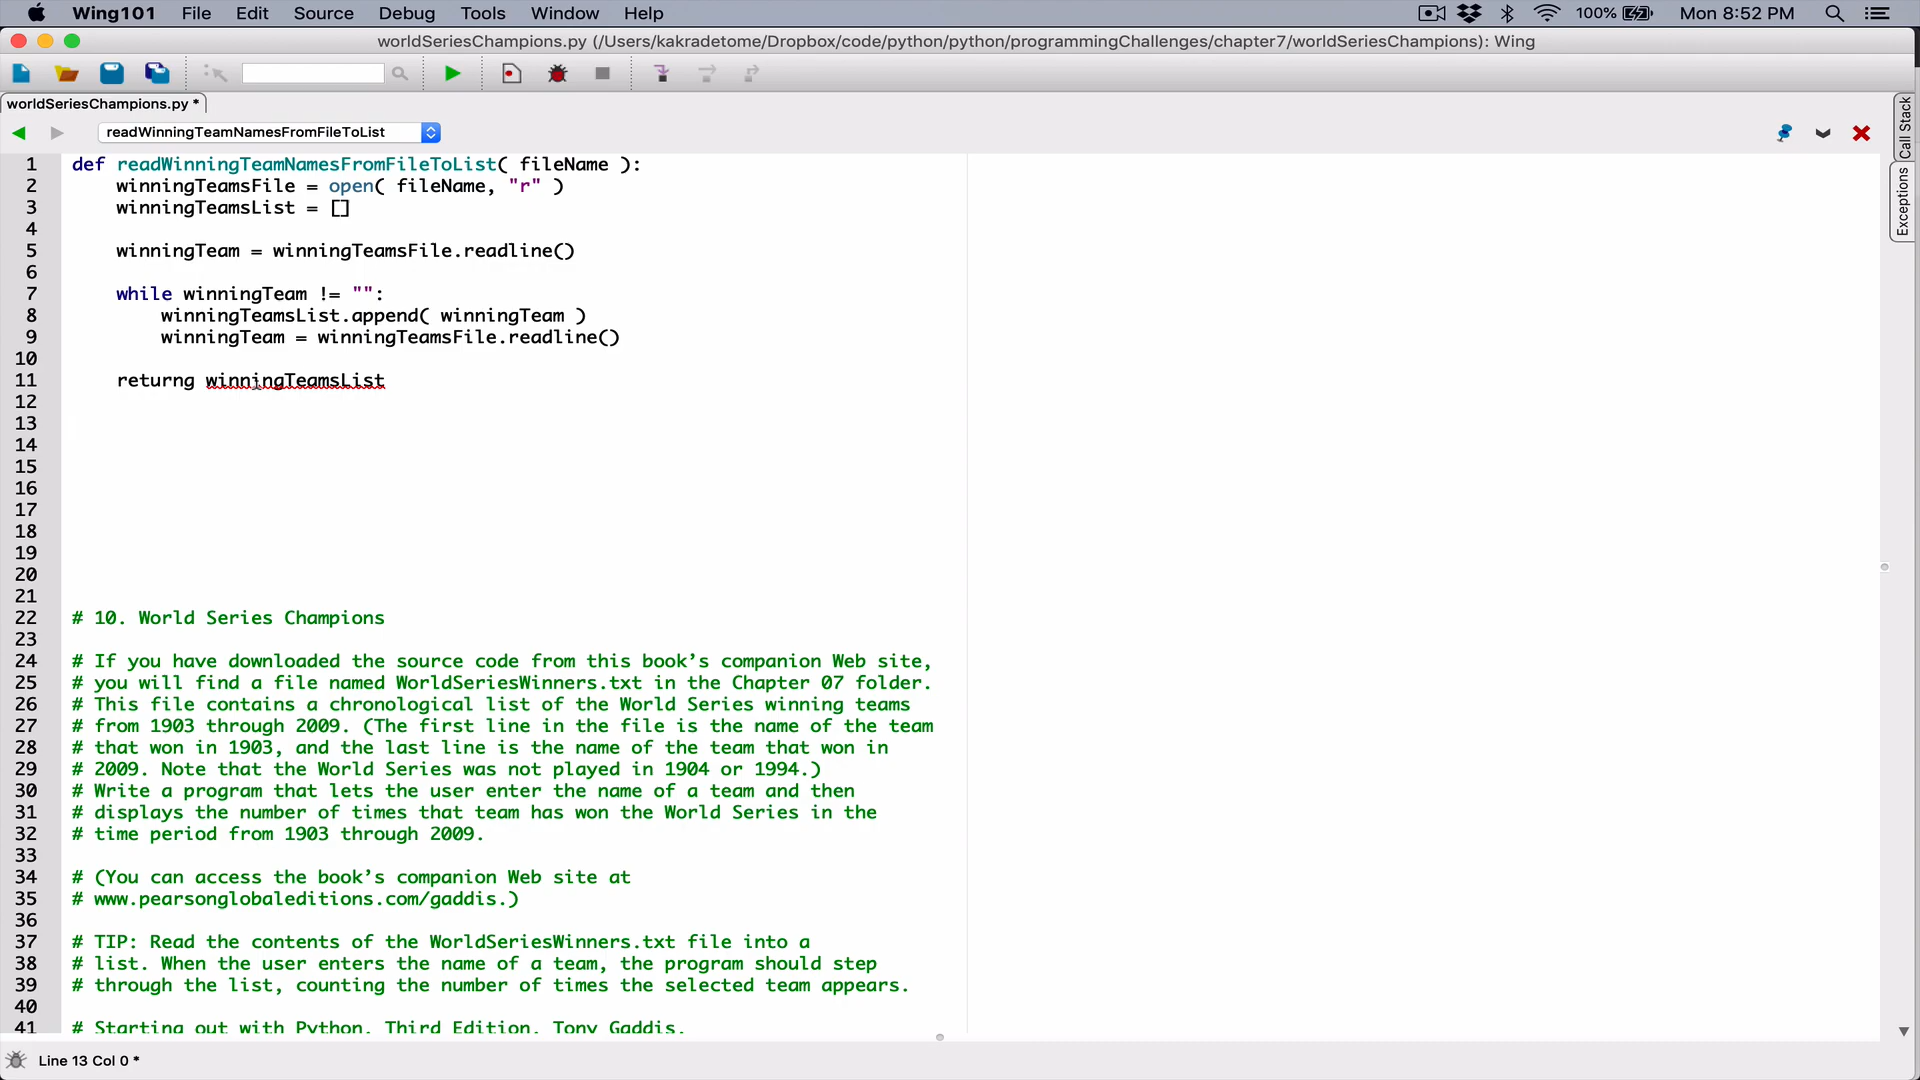 Wing101 File Edit Source Debug Tools Window Help 100% Mon 8:52 PM
worldSeriesChampions.py (/Users/kakradetome/Dropbox/code/python/python/programmingChallenges/chapter7/worldSeriesChampions): Wing
worldSeriesChampions.py *
readWinningTeamNamesFromFileToList
Call Stack
Exceptions
1 def readWinningTeamNamesFromFileToList( fileName ):
2 winningTeamsFile = open( fileName, "r" )
3 winningTeamsList = []
4
5 winningTeam = winningTeamsFile.readline()
6
7 while winningTeam != "":
8 winningTeamsList.append( winningTeam )
9 winningTeam = winningTeamsFile.readline()
10
11 returng winningTeamsList
12
13
14
15
16
17
18
19
20
21
22 # 10. World Series Champions
23
24 # If you have downloaded the source code from this book’s companion Web site,
25 # you will find a file named WorldSeriesWinners.txt in the Chapter 07 folder.
26 # This file contains a chronological list of the World Series winning teams
27 # from 1903 through 2009. (The first line in the file is the name of the team
28 # that won in 1903, and the last line is the name of the team that won in
29 # 2009. Note that the World Series was not played in 1904 or 1994.)
30 # Write a program that lets the user enter the name of a team and then
31 # displays the number of times that team has won the World Series in the
32 # time period from 1903 through 2009.
33
34 # (You can access the book’s companion Web site at
35 # www.pearsonglobaleditions.com/gaddis.)
36
37 # TIP: Read the contents of the WorldSeriesWinners.txt file into a
38 # list. When the user enters the name of a team, the program should step
39 # through the list, counting the number of times the selected team appears.
40
41 # Starting out with Python, Third Edition, Tony Gaddis.
Line 13 Col 0 *